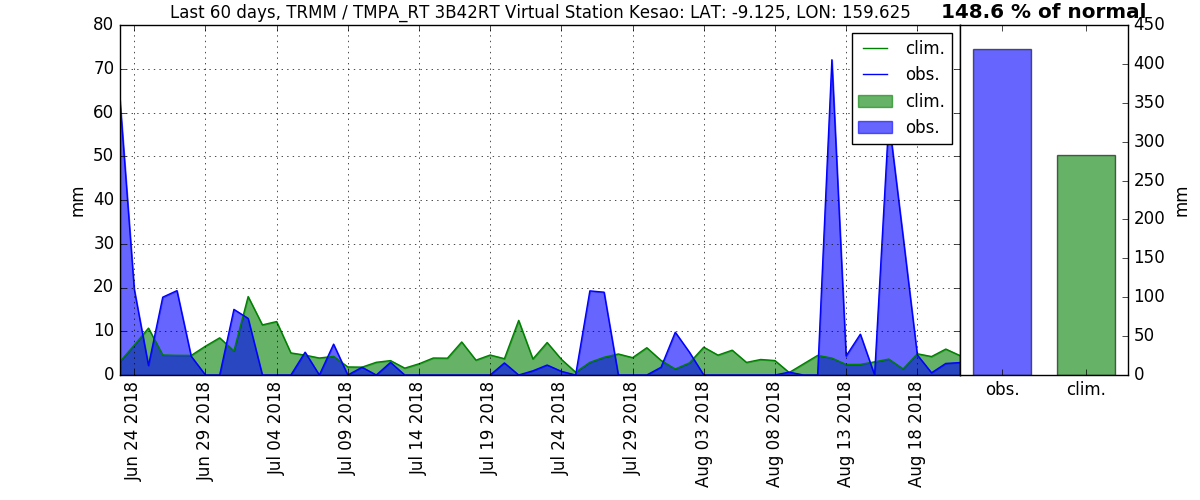 Last 60 days, TRMM / TMPA_RT 3B42RT Virtual Station Kesao: LAT: -9.125, LON: 159.625
148.6 % of normal
80
70
60
50
40
30
20
10
0
mm
clim.
obs.
clim.
obs.
Jun 24 2018
Jun 29 2018
Jul 04 2018
Jul 09 2018
Jul 14 2018
Jul 19 2018
Jul 24 2018
Jul 29 2018
Aug 03 2018
Aug 08 2018
Aug 13 2018
Aug 18 2018
450
400
350
300
250
200
150
100
50
0
mm
obs.
clim.